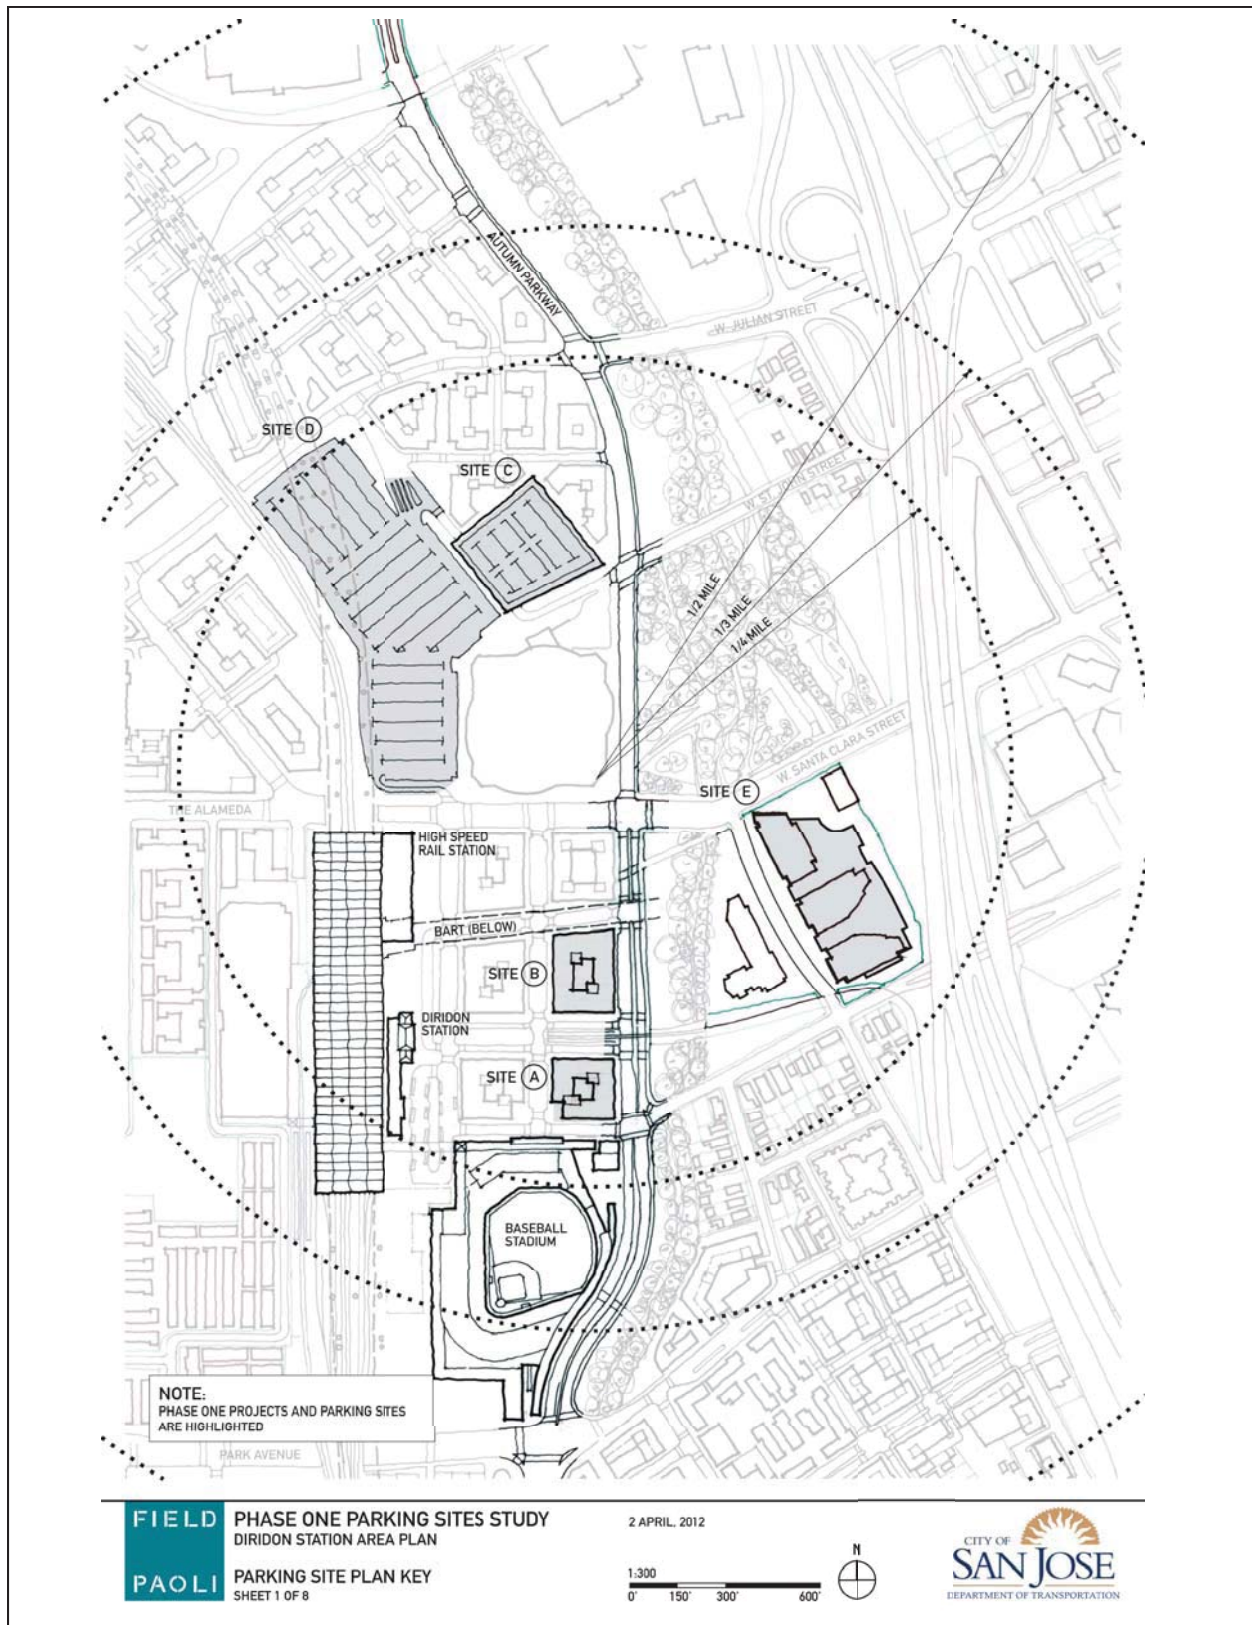 AUTUMN PARKWAY
W. JULIAN STREET
SITE D
SITE C
W. ST. JOHN STREET
1/2 MILE
1/3 MILE
1/4 MILE
W. SANTA CLARA STREET
SITE E
THE ALAMEDA
HIGH SPEED
RAIL STATION
BART (BELOW)
SITE B
DIRIDON
STATION
SITE A
BASEBALL
STADIUM
NOTE:
PHASE ONE PROJECTS AND PARKING SITES
ARE HIGHLIGHTED
PARK AVENUE
FIELD
PAOLI
PHASE ONE PARKING SITES STUDY
DIRIDON STATION AREA PLAN
PARKING SITE PLAN KEY
SHEET 1 OF 8
2 APRIL, 2012
1:300
0' 150' 300' 600'
N
CITY OF
SAN JOSE
DEPARTMENT OF TRANSPORTATION